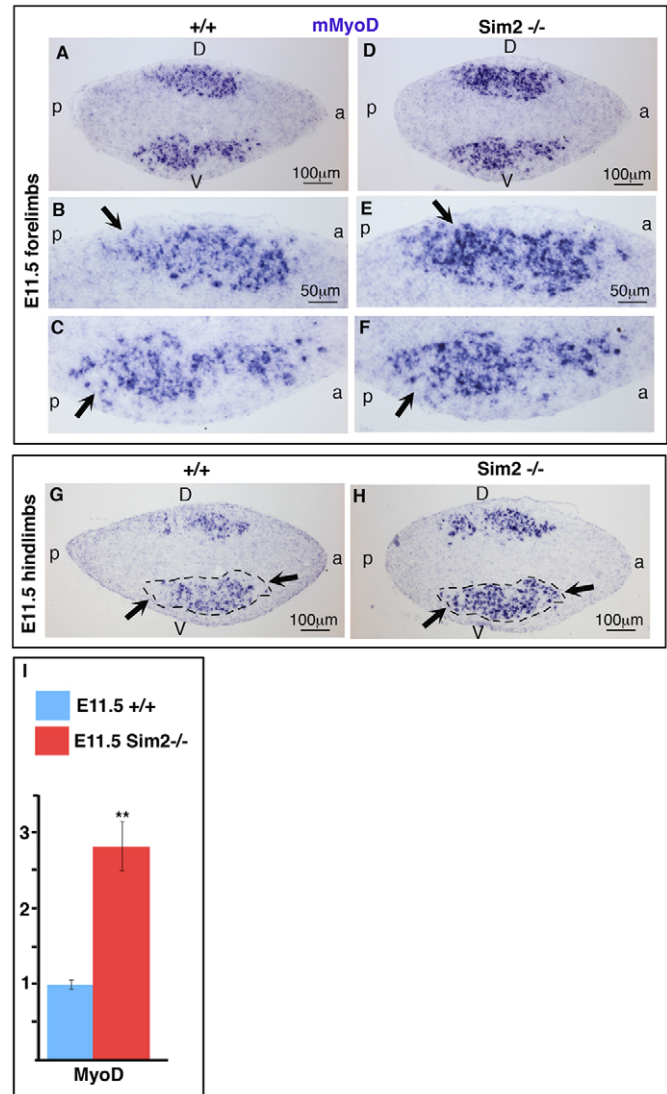 +/+ mMyoD Sim2 -/-
E11.5 forelimbs
A D p a 100µm V
D D p a 100µm V
B p a 50µm
E p a 50µm
C p a
F p a
+/+ Sim2 -/-
E11.5 hindlimbs
G D p a 100µm V
H D p a 100µm V
I
E11.5 +/+
E11.5 Sim2-/-
**
3
2
1
MyoD